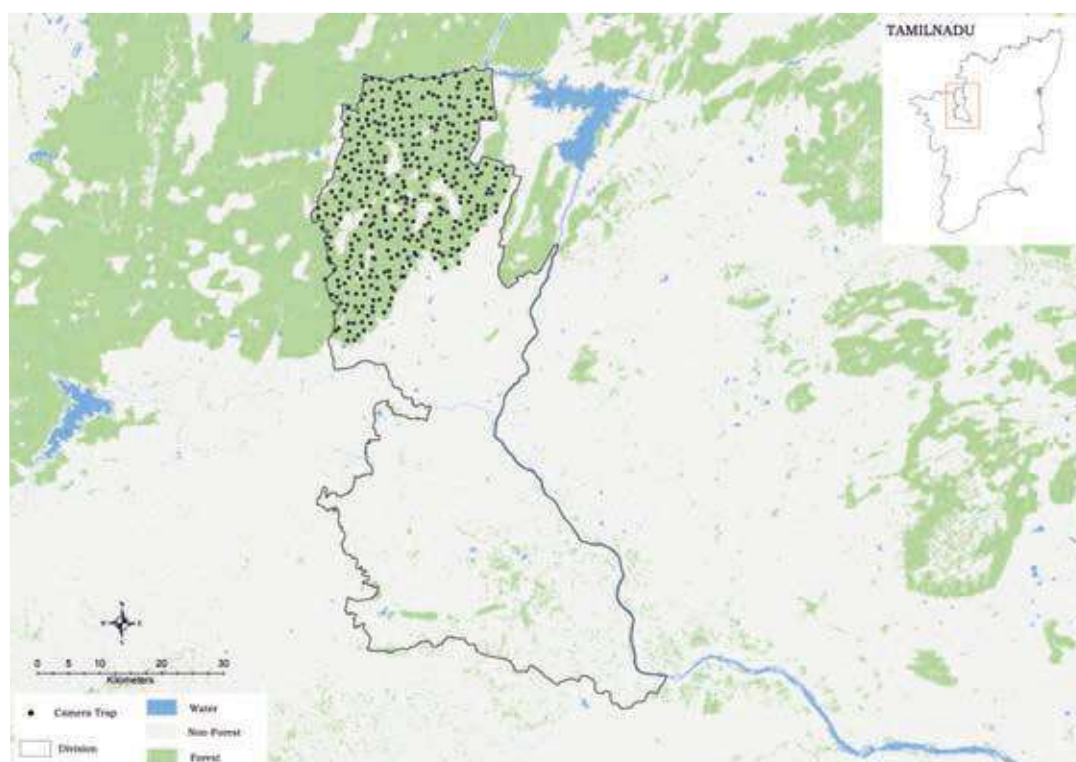 TAMILNADU
N
W E
S
0 5 10 20 30
Kilometers
Camera Trap
Division
Water
Non-Forest
Forest